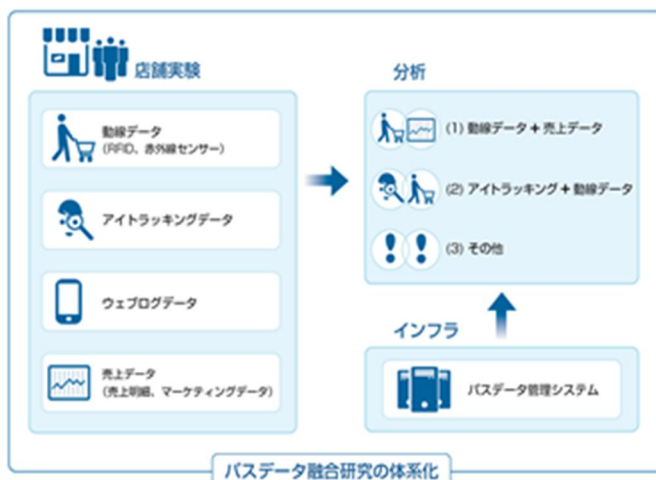 店舗実験
動線データ
(RFID、赤外線センサー)
アイトラッキングデータ
ウェブログデータ
売上データ
(売上明細、マーケティングデータ)
分析
(1) 動線データ + 売上データ
(2) アイトラッキング + 動線データ
(3) その他
インフラ
パスデータ管理システム
パスデータ融合研究の体系化